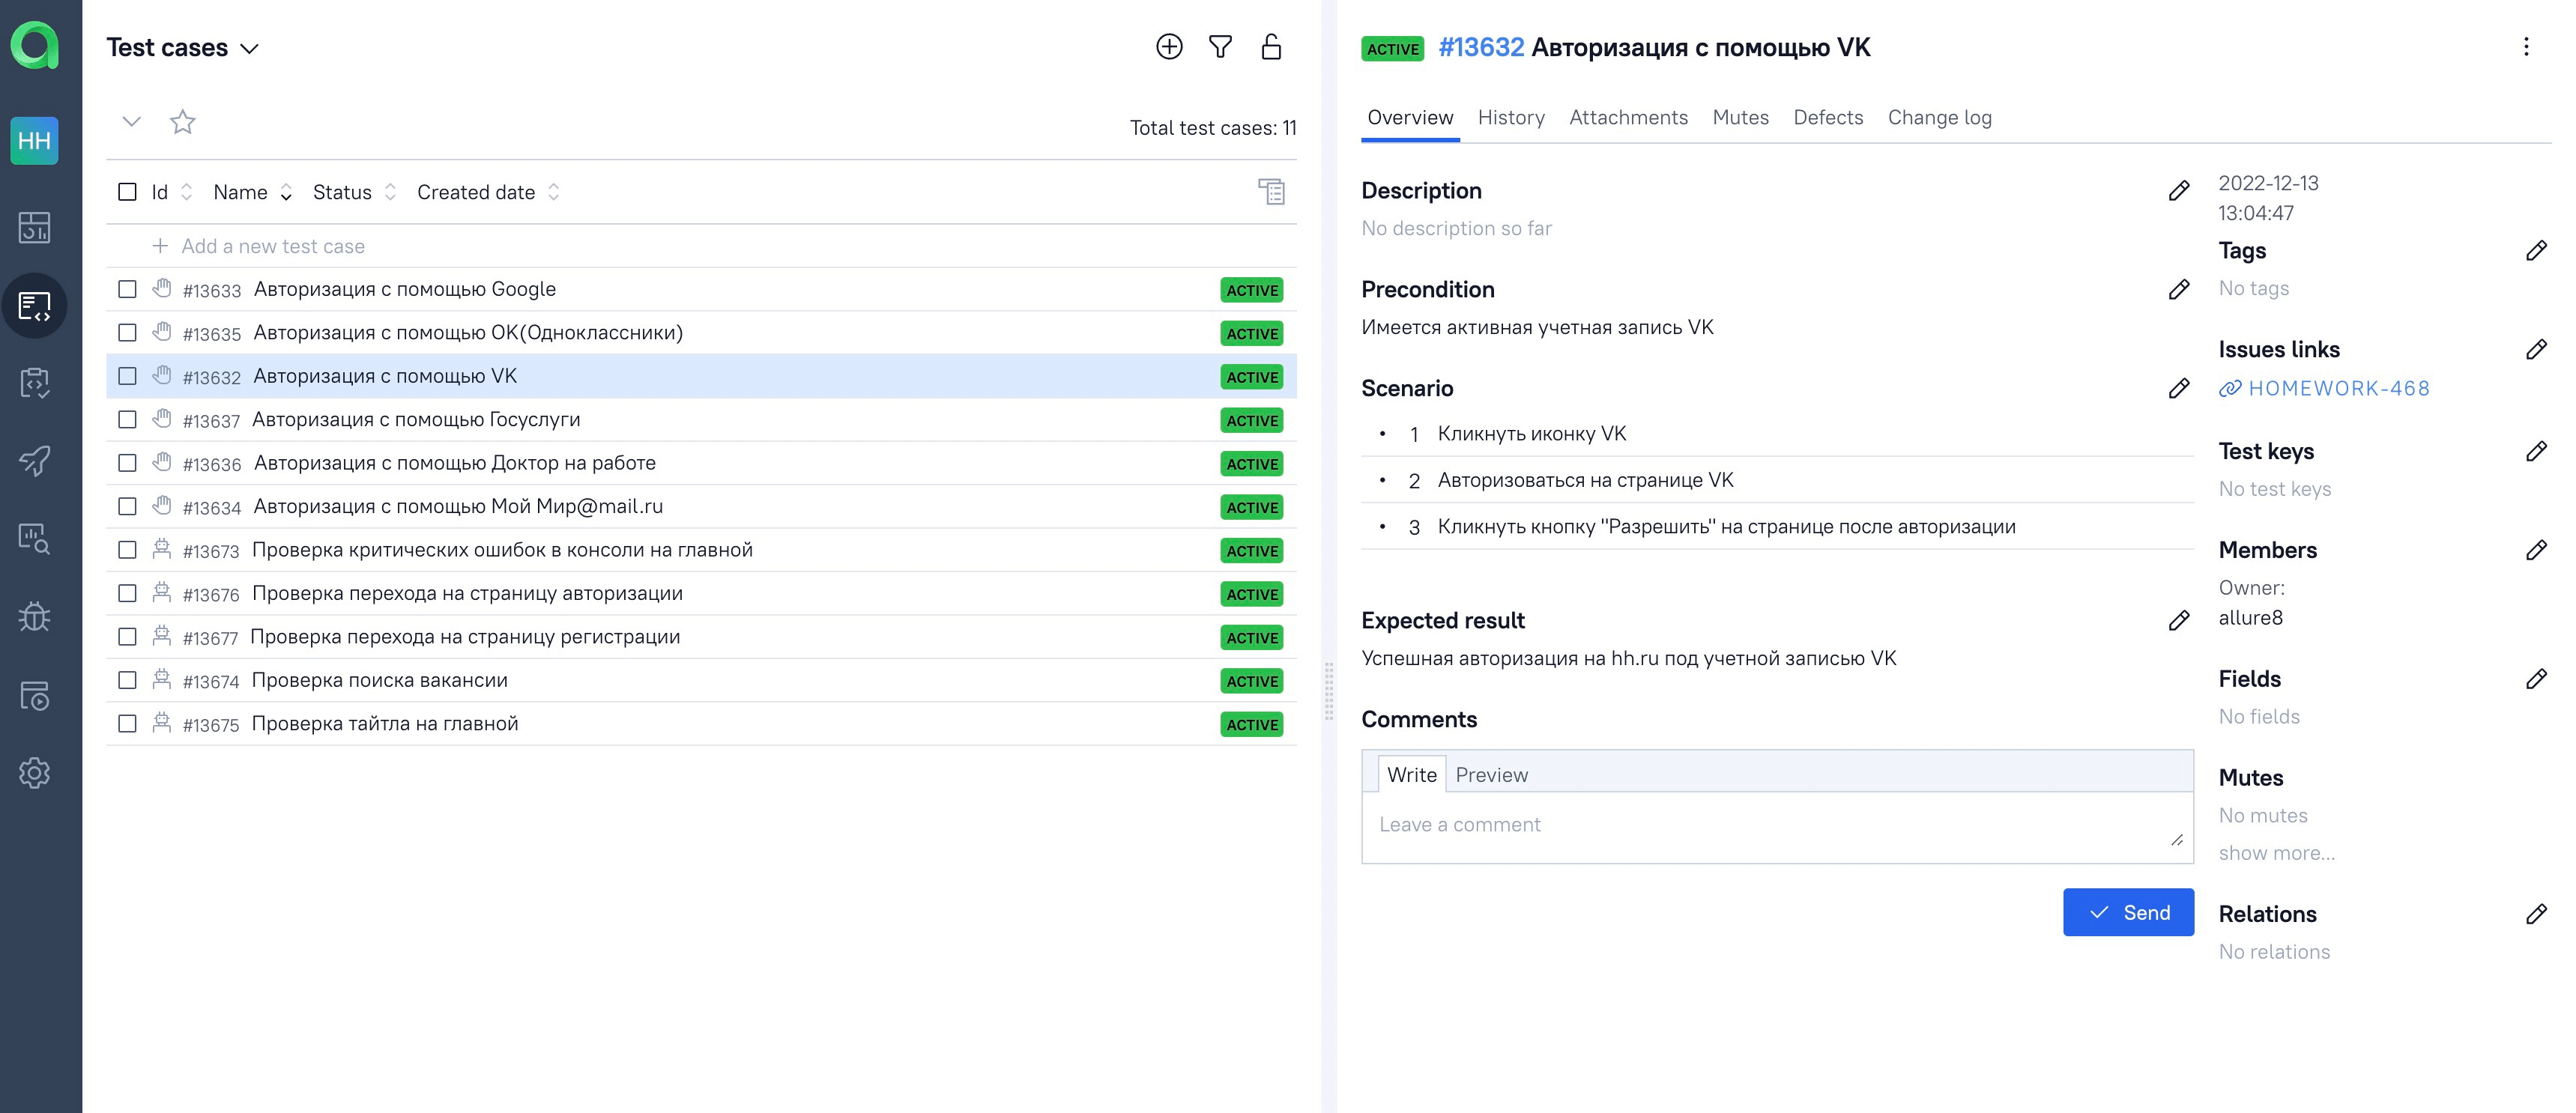 HH
Test cases
Total test cases: 11
Id Name Status Created date
Add a new test case
#13633 Авторизация с помощью Google ACTIVE
#13635 Авторизация с помощью ОК(Одноклассники) ACTIVE
#13632 Авторизация с помощью VK ACTIVE
#13637 Авторизация с помощью Госуслуги ACTIVE
#13636 Авторизация с помощью Доктор на работе ACTIVE
#13634 Авторизация с помощью Мой Мир@mail.ru ACTIVE
#13673 Проверка критических ошибок в консоли на главной ACTIVE
#13676 Проверка перехода на страницу авторизации ACTIVE
#13677 Проверка перехода на страницу регистрации ACTIVE
#13674 Проверка поиска вакансии ACTIVE
#13675 Проверка тайтла на главной ACTIVE
ACTIVE #13632 Авторизация с помощью VK
Overview History Attachments Mutes Defects Change log
Description
No description so far
Precondition
Имеется активная учетная запись VK
Scenario
• 1 Кликнуть иконку VK
• 2 Авторизоваться на странице VK
• 3 Кликнуть кнопку "Разрешить" на странице после авторизации
Expected result
Успешная авторизация на hh.ru под учетной записью VK
Comments
Write Preview
Leave a comment
Send
2022-12-13
13:04:47
Tags
No tags
Issues links
HOMEWORK-468
Test keys
No test keys
Members
Owner:
allure8
Fields
No fields
Mutes
No mutes
show more...
Relations
No relations